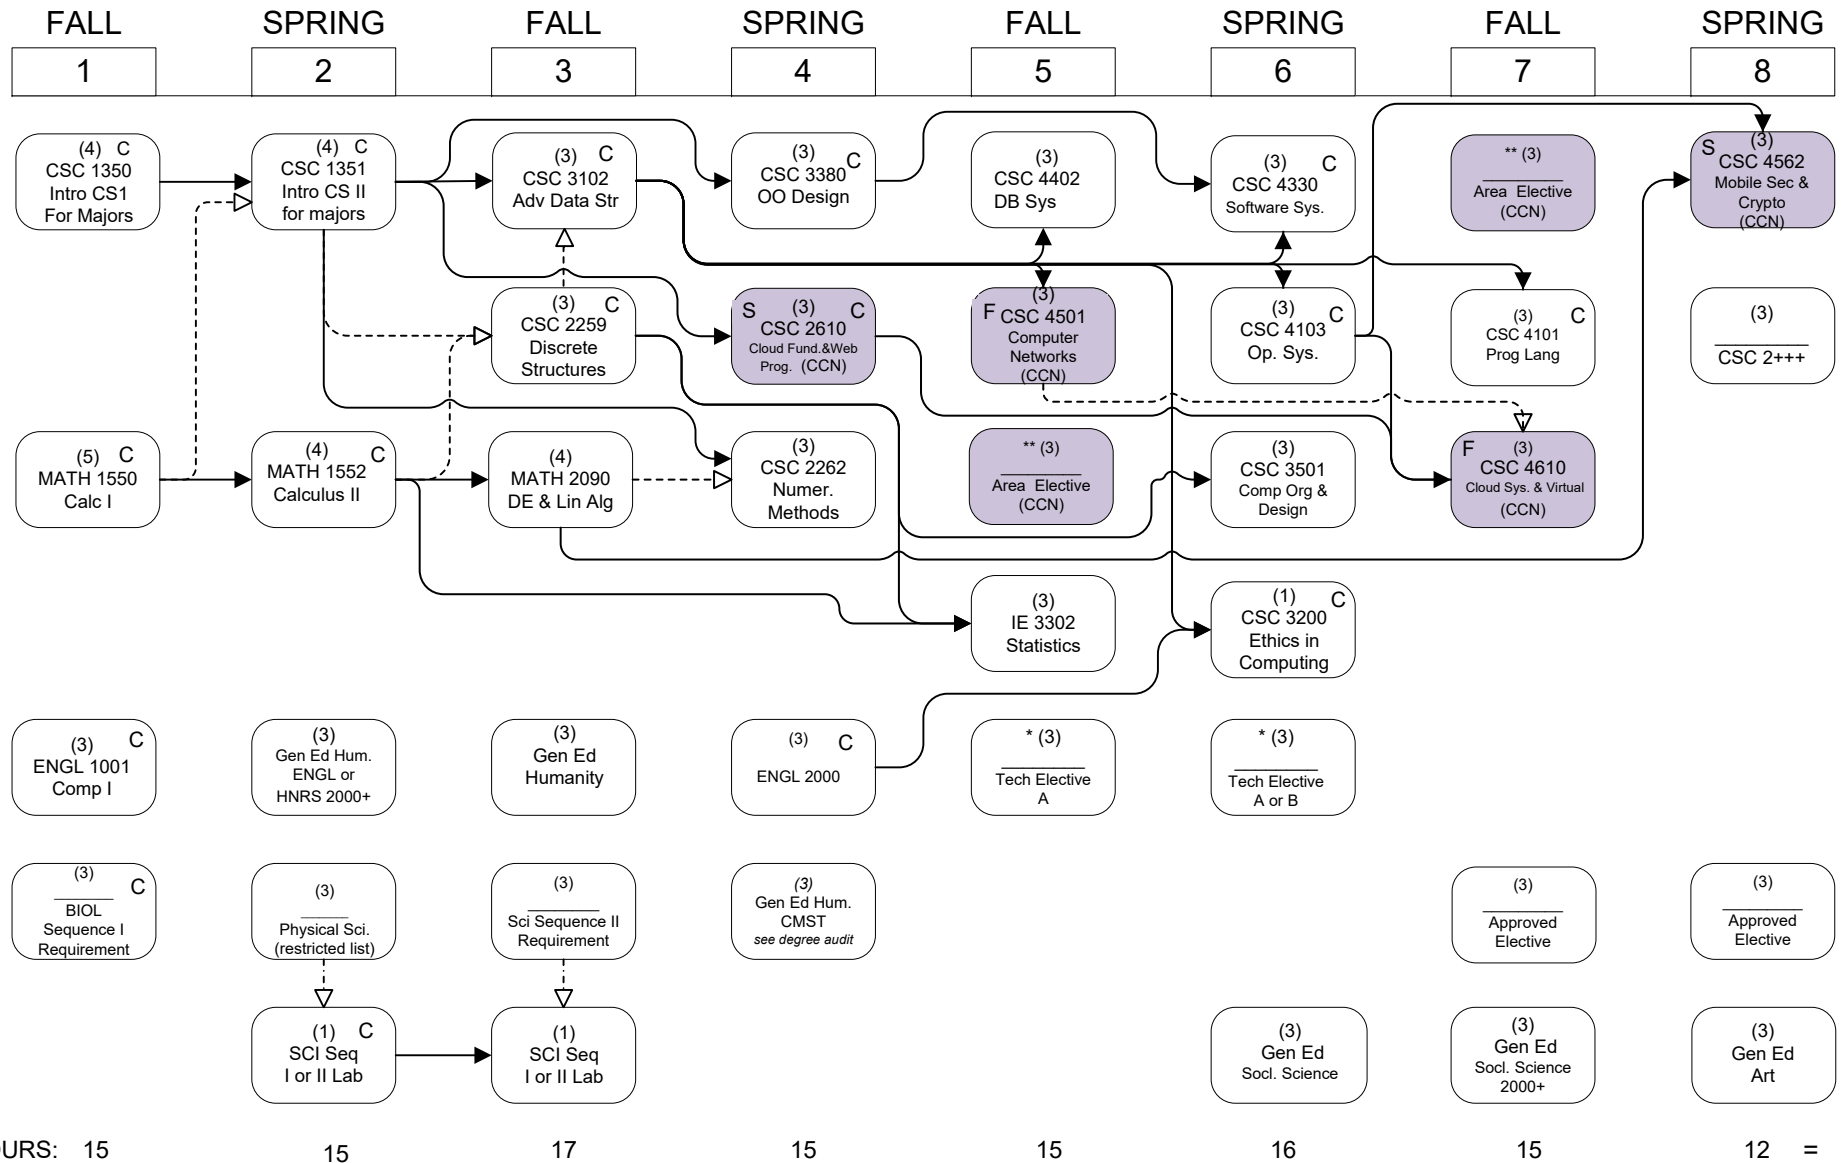 FALL SPRING FALL SPRING FALL SPRING FALL SPRING
1 2 3 4 5 6 7 8
(4) C
CSC 1350
Intro CS1
For Majors
(4) C
CSC 1351
Intro CS II
for majors
(3) C
CSC 3102
Adv Data Str
(3) C
CSC 3380
OO Design
(3)
CSC 4402
DB Sys
(3) C
CSC 4330
Software Sys.
** (3)
Area Elective
(CCN)
S (3)
CSC 4562
Mobile Sec &
Crypto
(CCN)
(3) C
CSC 2259
Discrete
Structures
S (3) C
CSC 2610
Cloud Fund.&Web
Prog. (CCN)
(3)
F CSC 4501
Computer
Networks
(CCN)
(3) C
CSC 4103
Op. Sys.
(3) C
CSC 4101
Prog Lang
(3)
CSC 2+++
(5) C
MATH 1550
Calc I
(4) C
MATH 1552
Calculus II
(4)
MATH 2090
DE & Lin Alg
(3)
CSC 2262
Numer.
Methods
** (3)
Area Elective
(CCN)
(3)
CSC 3501
Comp Org &
Design
F (3)
CSC 4610
Cloud Sys. & Virtual
(CCN)
(3)
IE 3302
Statistics
(1) C
CSC 3200
Ethics in
Computing
(3) C
ENGL 1001
Comp I
(3)
Gen Ed Hum.
ENGL or
HNRS 2000+
(3)
Gen Ed
Humanity
(3) C
ENGL 2000
* (3)
Tech Elective
A
* (3)
Tech Elective
A or B
(3) C
BIOL
Sequence I
Requirement
(3)
Physical Sci.
(restricted list)
(3)
Sci Sequence II
Requirement
(3)
Gen Ed Hum.
CMST
see degree audit
(3)
Approved
Elective
(3)
Approved
Elective
(1) C
SCI Seq
I or II Lab
(1)
SCI Seq
I or II Lab
(3)
Gen Ed
Socl. Science
(3)
Gen Ed
Socl. Science
2000+
(3)
Gen Ed
Art
OURS: 15 15 17 15 15 16 15 12 =